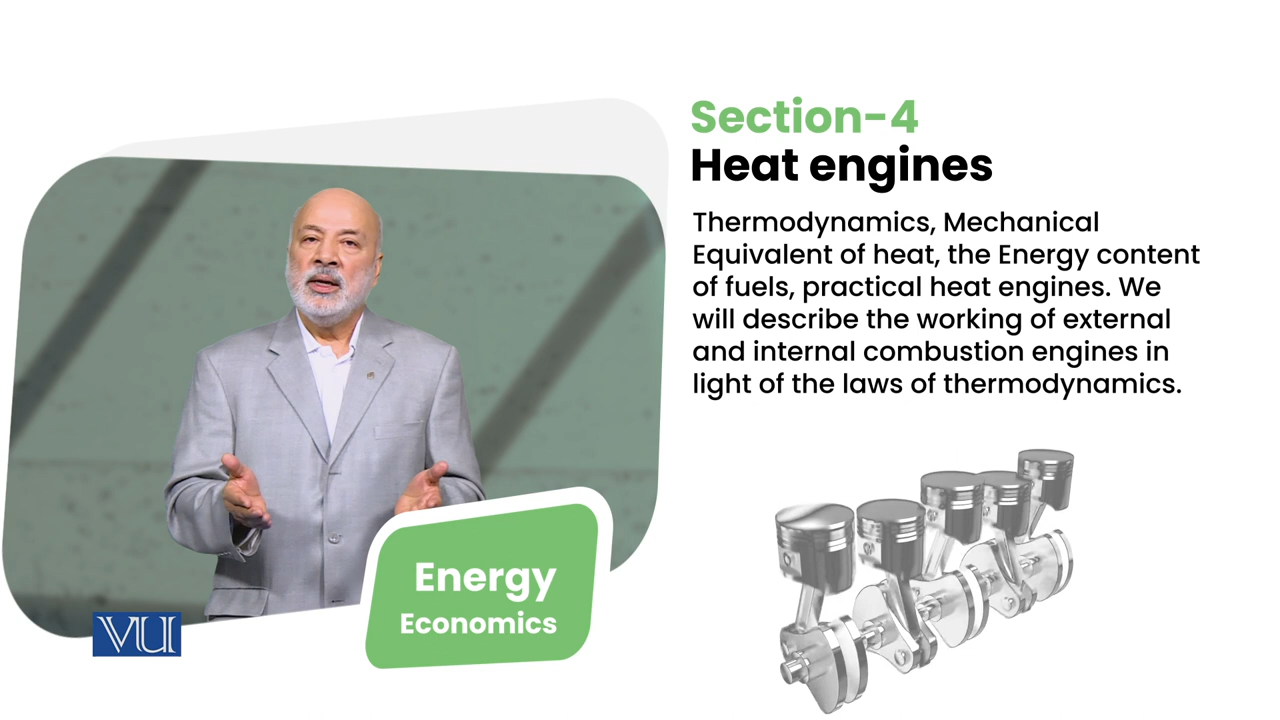 Section-4
Heat engines
Thermodynamics, Mechanical
Equivalent of heat, the Energy content
of fuels, practical heat engines. We
will describe the working of external
and internal combustion engines in
light of the laws of thermodynamics.
Energy
Economics
VU